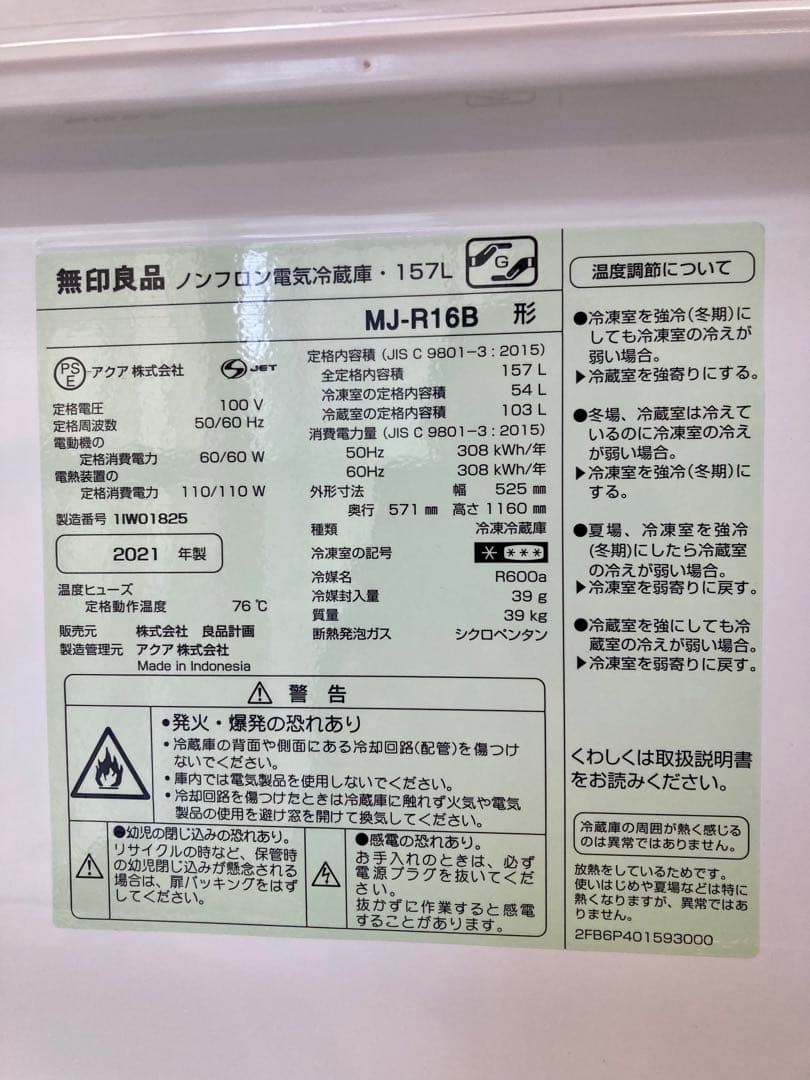 無印良品 ノンフロン電気冷蔵庫・157L
G
MJ-R16B 形
PS
E
アクア株式会社
S JET
定格電圧 100 V
定格周波数 50/60 Hz
電動機の
定格消費電力 60/60 W
電熱装置の
定格消費電力 110/110 W
製造番号 1IW01825
2021 年製
温度ヒューズ
定格動作温度 76 ℃
販売元 株式会社 良品計画
製造管理元 アクア株式会社
Made in Indonesia
定格内容積 (JIS C 9801-3 : 2015)
全定格内容積 157 L
冷凍室の定格内容積 54 L
冷蔵室の定格内容積 103 L
消費電力量 (JIS C 9801-3 : 2015)
50Hz 308 kWh/年
60Hz 308 kWh/年
外形寸法 幅 525 ㎜
奥行 571 ㎜ 高さ 1160 ㎜
種類 冷凍冷蔵庫
冷凍室の記号 * ***
冷媒名 R600a
冷媒封入量 39 g
質量 39 kg
断熱発泡ガス シクロペンタン
⚠ 警 告
●発火・爆発の恐れあり
・冷蔵庫の背面や側面にある冷却回路(配管)を傷つけ
ないでください。
・庫内では電気製品を使用しないでください。
・冷却回路を傷つけたときは冷蔵庫に触れず火気や電気
製品の使用を避け窓を開けて換気してください。
●幼児の閉じ込みの恐れあり。
リサイクルの時など、保管時
の幼児閉じ込みが懸念される
場合は、扉パッキングをはず
してください。
●感電の恐れあり。
お手入れのときは、必ず
電源プラグを抜いてくだ
さい。
抜かずに作業すると感電
することがあります。
温度調節について
●冷凍室を強冷(冬期)に
しても冷凍室の冷えが
弱い場合。
▶冷蔵室を強寄りにする。
●冬場、冷蔵室は冷えて
いるのに冷凍室の冷え
が弱い場合。
▶冷凍室を強冷(冬期)に
する。
●夏場、冷凍室を強冷
(冬期)にしたら冷蔵室
の冷えが弱い場合。
▶冷凍室を弱寄りに戻す。
●冷蔵室を強にしても冷
蔵室の冷えが弱い場合。
▶冷凍室を弱寄りに戻す。
くわしくは取扱説明書
をお読みください。
冷蔵庫の周囲が熱く感じる
のは異常ではありません。
放熱をしているためです。
使いはじめや夏場などは特に
熱くなりますが、異常ではあ
りません。
2FB6P401593000